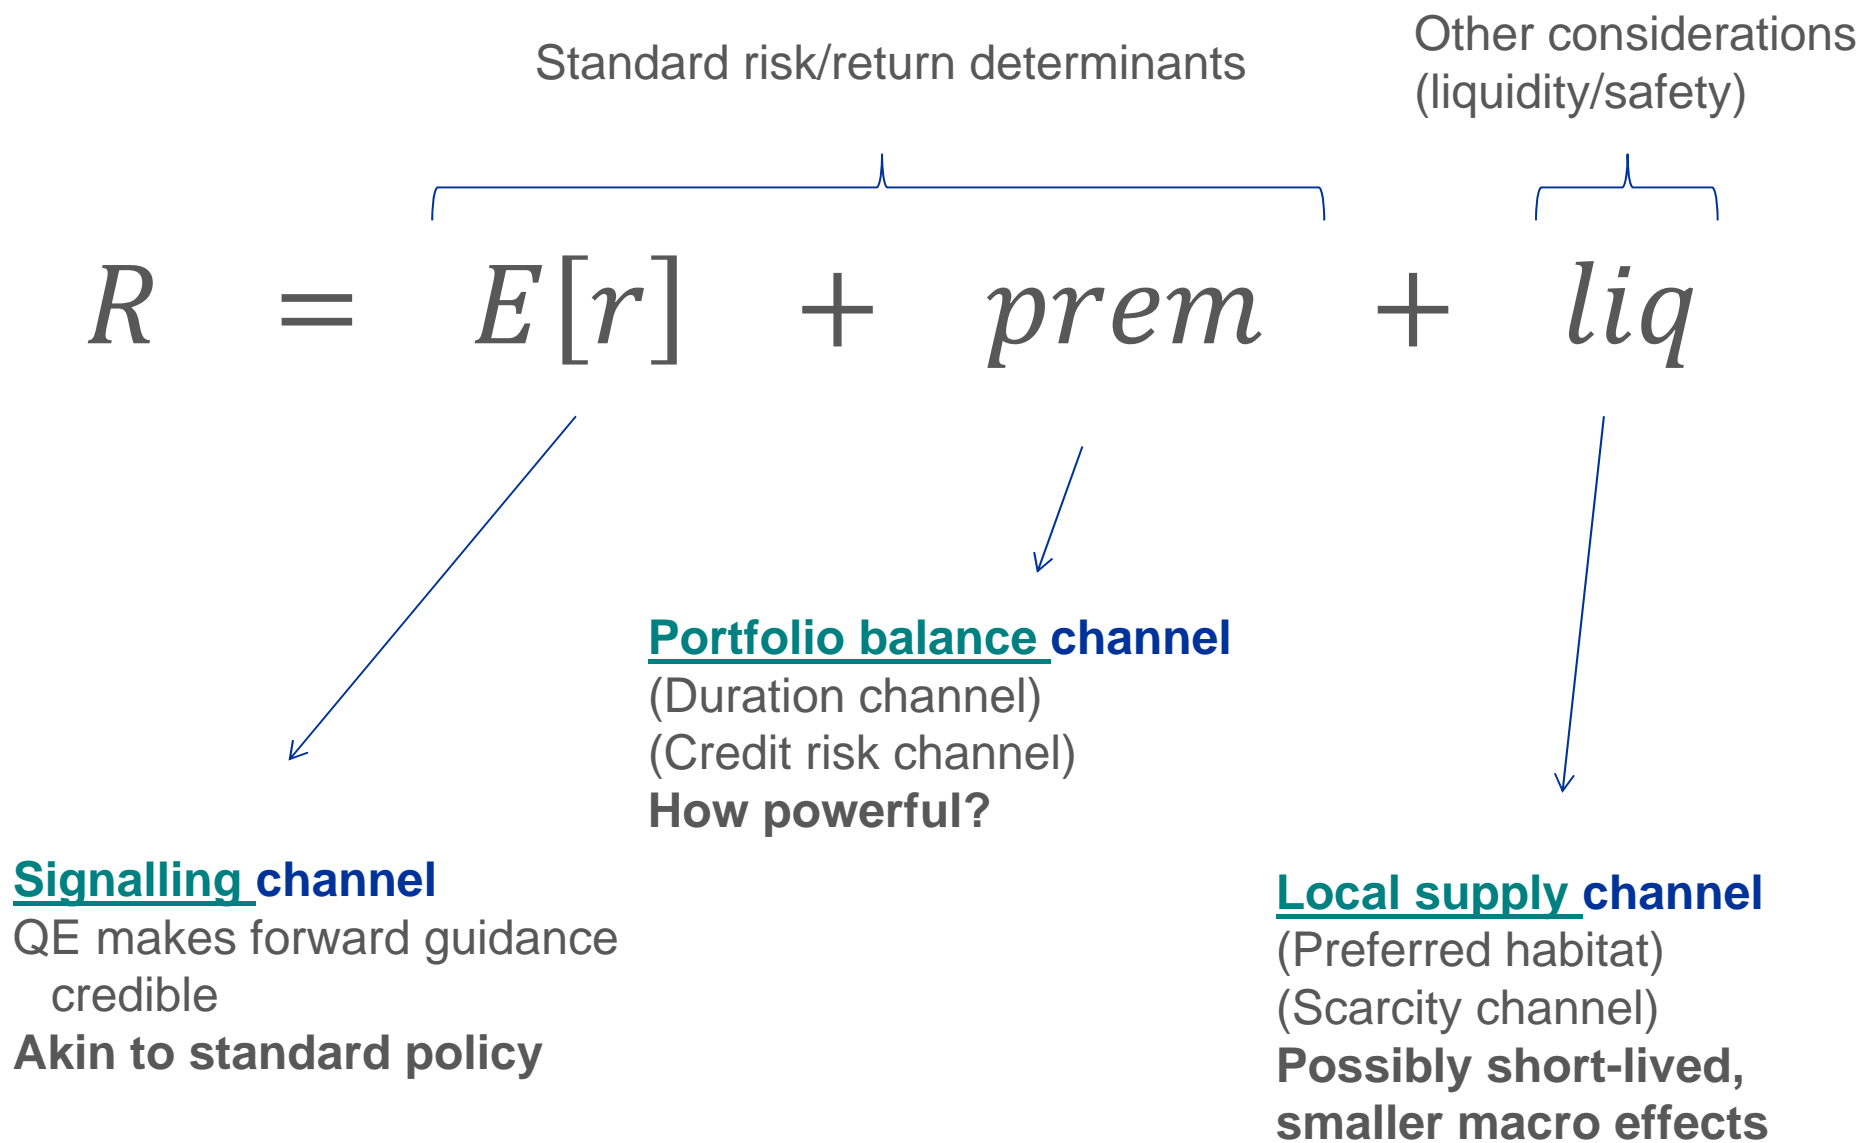 Standard risk/return determinants
Other considerations
(liquidity/safety)
R = E[r] + prem + liq
Portfolio balance channel
(Duration channel)
(Credit risk channel)
How powerful?
Signalling channel
QE makes forward guidance
credible
Akin to standard policy
Local supply channel
(Preferred habitat)
(Scarcity channel)
Possibly short-lived,
smaller macro effects